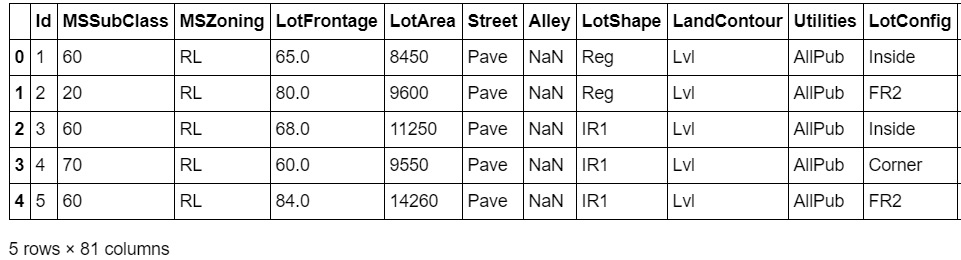 Id MSSubClass MSZoning LotFrontage LotArea Street Alley LotShape LandContour Utilities LotConfig
0 1 60 RL 65.0 8450 Pave NaN Reg Lvl AllPub Inside
1 2 20 RL 80.0 9600 Pave NaN Reg Lvl AllPub FR2
2 3 60 RL 68.0 11250 Pave NaN IR1 Lvl AllPub Inside
3 4 70 RL 60.0 9550 Pave NaN IR1 Lvl AllPub Corner
4 5 60 RL 84.0 14260 Pave NaN IR1 Lvl AllPub FR2
5 rows × 81 columns